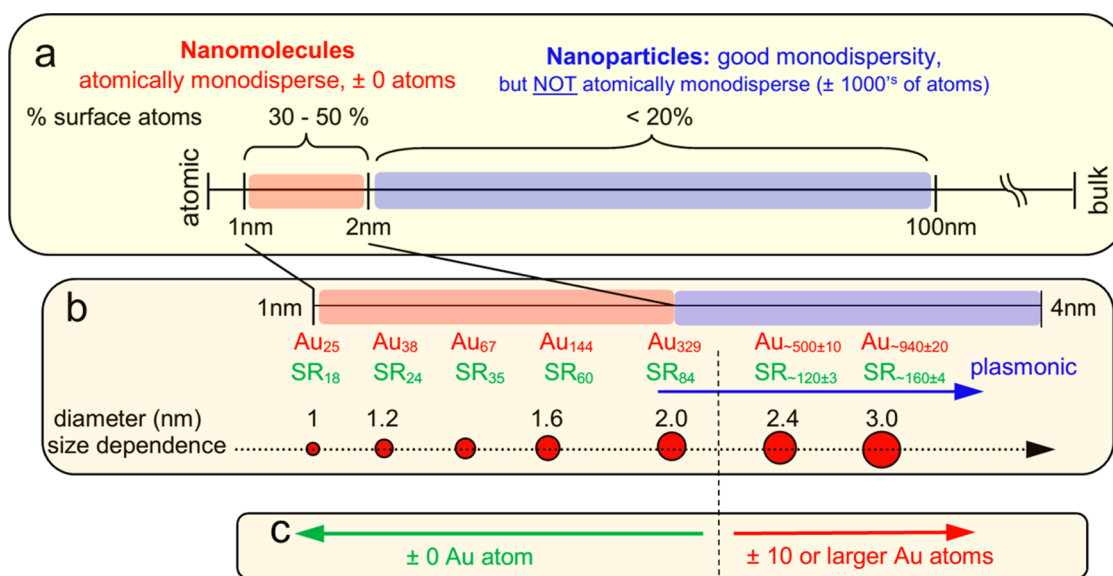 a
Nanomolecules
atomically monodisperse, ± 0 atoms
Nanoparticles: good monodispersity,
but NOT atomically monodisperse (± 1000's of atoms)
% surface atoms 30 - 50 % < 20%
atomic
1nm 2nm 100nm
bulk
b
1nm 4nm
Au25 Au38 Au67 Au144 Au329 Au~500±10 Au~940±20
SR18 SR24 SR35 SR60 SR84 SR~120±3 SR~160±4
plasmonic
diameter (nm) 1 1.2 1.6 2.0 2.4 3.0
size dependence
c
± 0 Au atom ± 10 or larger Au atoms